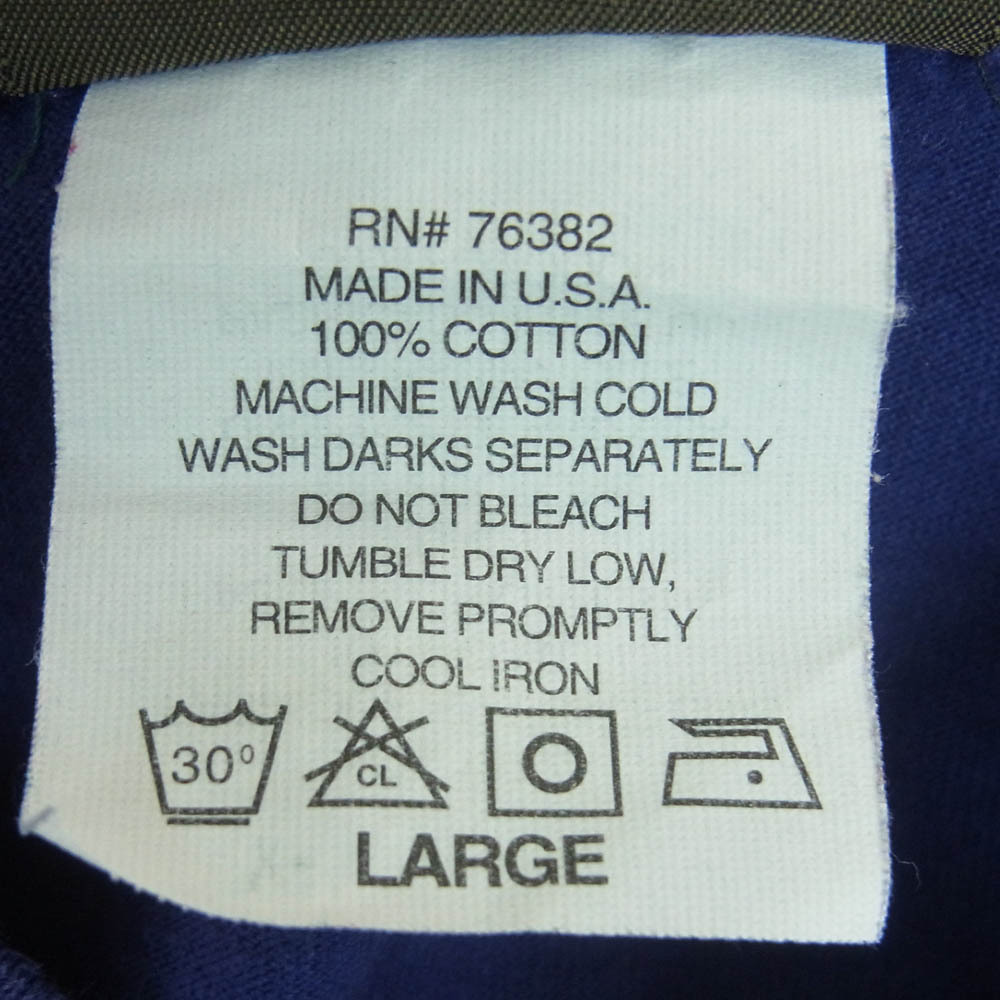 RN# 76382
MADE IN U.S.A.
100% COTTON
MACHINE WASH COLD
WASH DARKS SEPARATELY
DO NOT BLEACH
TUMBLE DRY LOW,
REMOVE PROMPTLY
COOL IRON
30° CL
LARGE